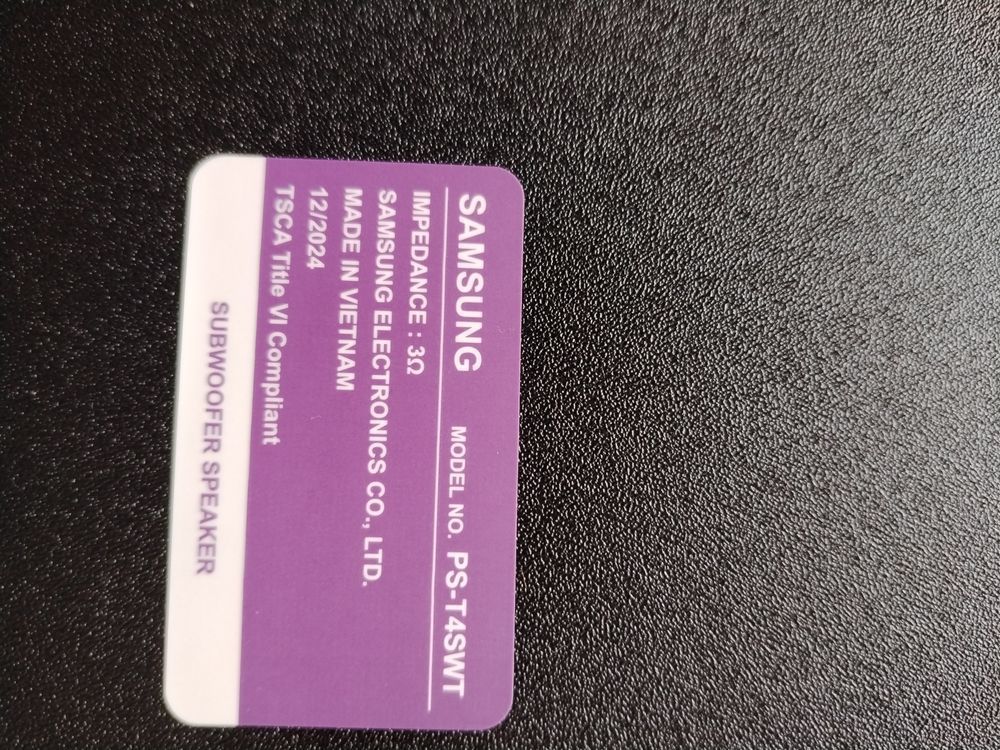 SAMSUNG MODEL NO. PS-T4SWT
IMPEDANCE : 3Ω
SAMSUNG ELECTRONICS CO., LTD.
MADE IN VIETNAM
12/2024
TSCA Title VI Compliant
SUBWOOFER SPEAKER